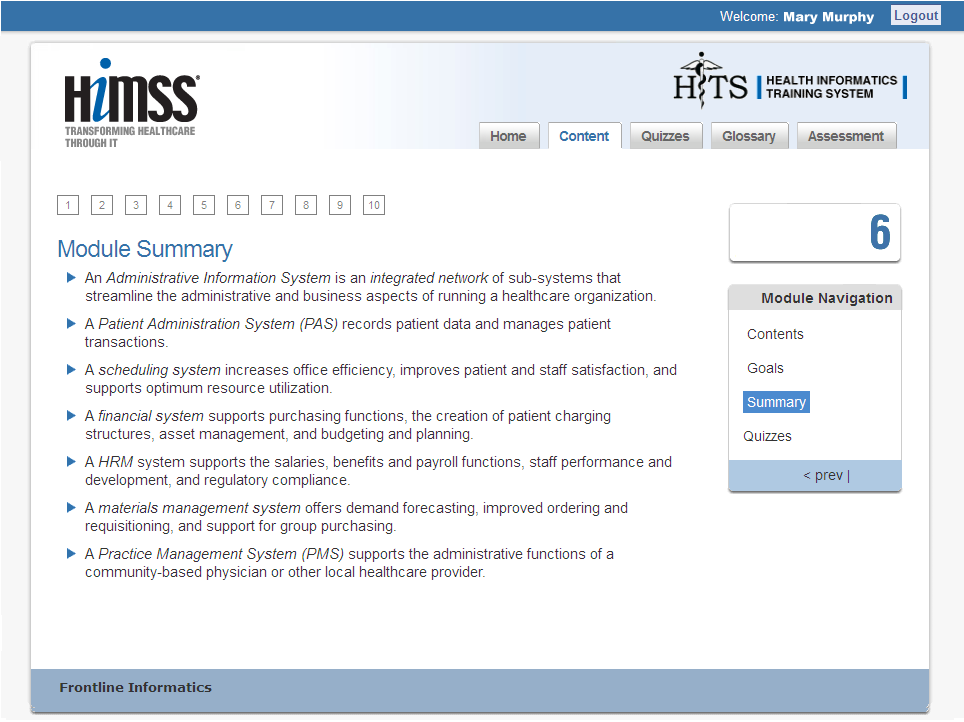 Welcome: Mary Murphy Logout
HiMSS
TRANSFORMING HEALTHCARE
THROUGH IT
HITS
HEALTH INFORMATICS
TRAINING SYSTEM
Home Content Quizzes Glossary Assessment
1 2 3 4 5 6 7 8 9 10
Module Summary
An Administrative Information System is an integrated network of sub-systems that
streamline the administrative and business aspects of running a healthcare organization.
A Patient Administration System (PAS) records patient data and manages patient
transactions.
A scheduling system increases office efficiency, improves patient and staff satisfaction, and
supports optimum resource utilization.
A financial system supports purchasing functions, the creation of patient charging
structures, asset management, and budgeting and planning.
A HRM system supports the salaries, benefits and payroll functions, staff performance and
development, and regulatory compliance.
A materials management system offers demand forecasting, improved ordering and
requisitioning, and support for group purchasing.
A Practice Management System (PMS) supports the administrative functions of a
community-based physician or other local healthcare provider.
6
Module Navigation
Contents
Goals
Summary
Quizzes
< prev |
Frontline Informatics